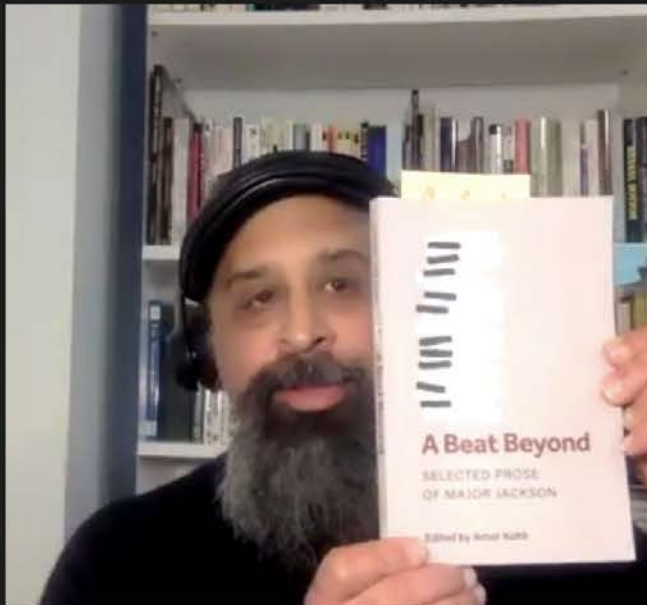 A Beat Beyond
SELECTED PROSE
OF MAJOR JACKSON
Edited by Amor Kohli